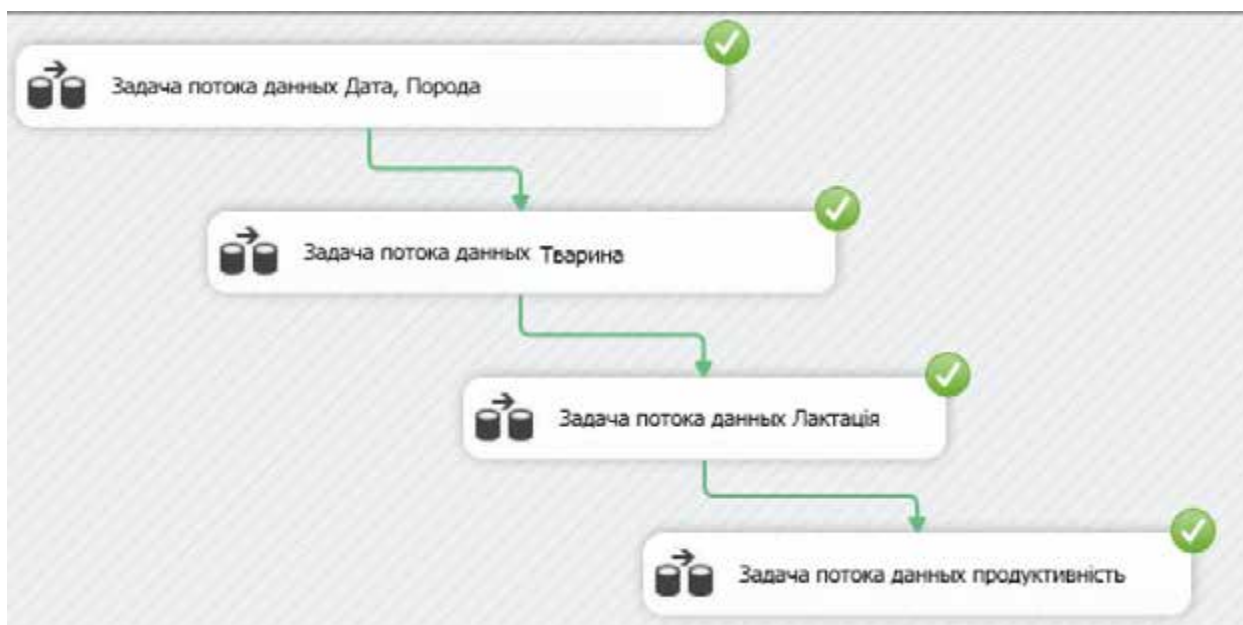 Задача потока данных Дата, Порода
Задача потока данных Тварина
Задача потока данных Лактація
Задача потока данных продуктивність